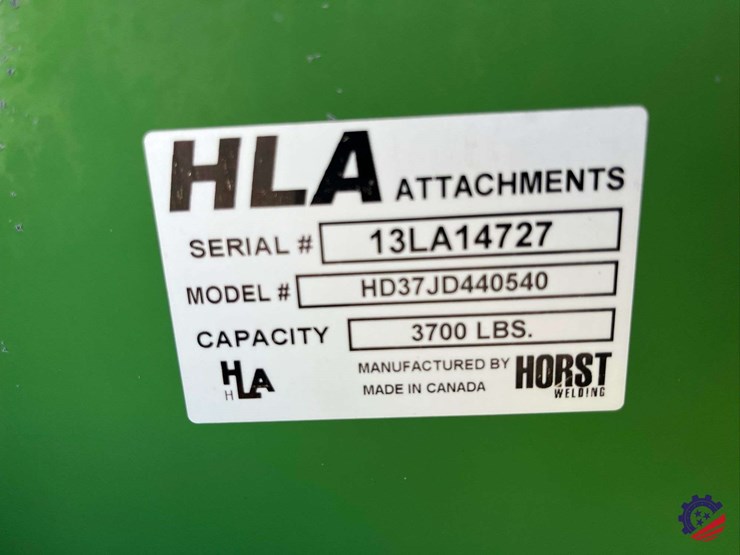 HLA ATTACHMENTS
SERIAL # 13LA14727
MODEL # HD37JD440540
CAPACITY 3700 LBS.
HLA
H
MANUFACTURED BY HORST
MADE IN CANADA WELDING